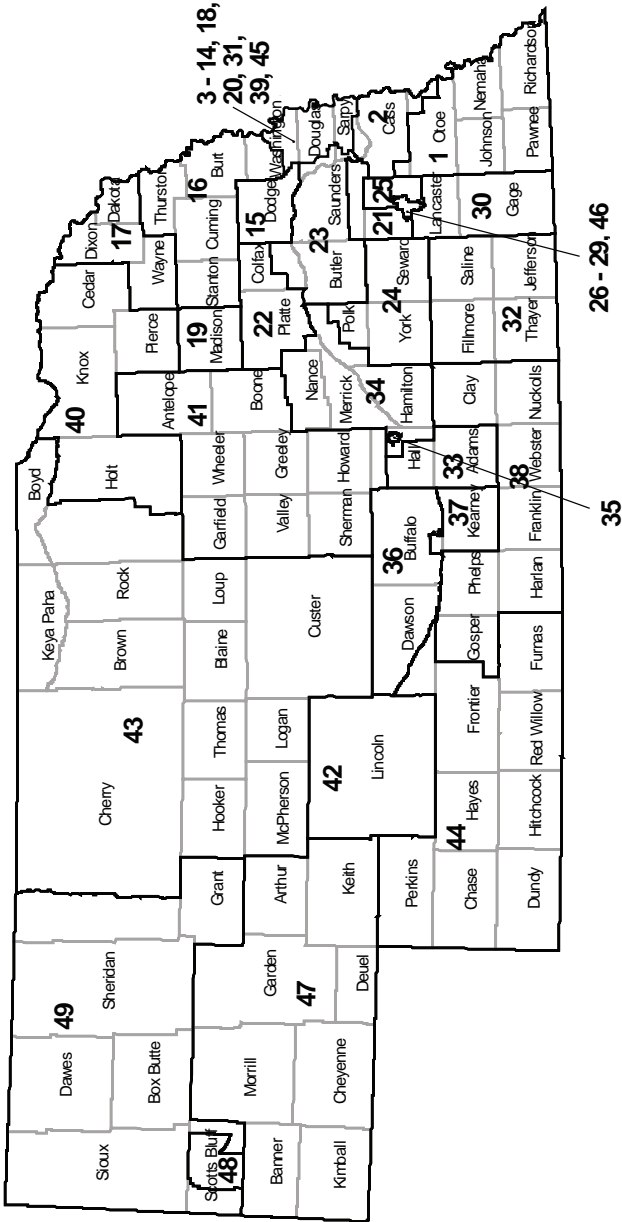 Sioux
Dawes
Box Butte
49
Sheridan
Scotts Bluff
48
Banner
Kimball
Morrill
Cheyenne
Garden
47
Deuel
Grant
Arthur
Keith
Cherry
43
Keya Paha
Boyd
Brown
Rock
Holt
Hooker
Thomas
Blaine
Loup
Garfield
Wheeler
McPherson
Logan
Custer
Valley
Greeley
Sherman
Howard
42
Lincoln
Perkins
Chase
Dundy
44
Hayes
Hitchcock
Frontier
Red Willow
Dawson
36
Buffalo
Gosper
Phelps
37
Kearney
Furnas
Harlan
Franklin
38
Webster
Nuckolls
33
Adams
Clay
Hall
35
40
Knox
Cedar
Pierce
Antelope
41
Boone
Dixon
17
Dakota
Wayne
Thurston
19
Madison
Stanton
16
Cuming
Burt
22
Platte
Colfax
15
Dodge
Washington
3 - 14, 18,
20, 31,
39, 45
Nance
Merrick
34
Hamilton
Polk
23
Butler
Saunders
Douglas
Sarpy
2
Cass
24
York
Seward
21
25
Lancaster
1
Otoe
26 - 29, 46
Fillmore
Saline
32
Thayer
Jefferson
30
Gage
Johnson
Nemaha
Pawnee
Richardson